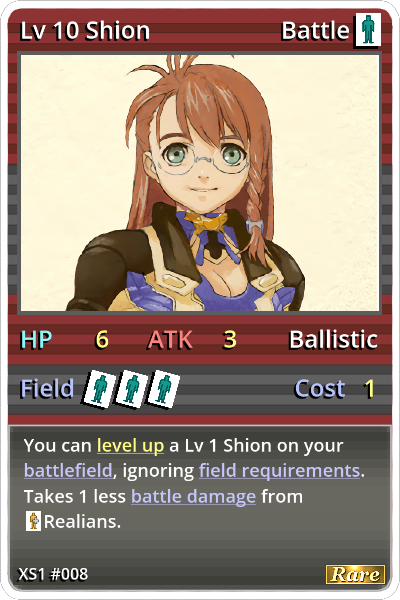 Lv 10 Shion Battle
HP 6 ATK 3 Ballistic
Field Cost 1
You can level up a Lv 1 Shion on your
battlefield, ignoring field requirements.
Takes 1 less battle damage from
Realians.
XS1 #008 Rare